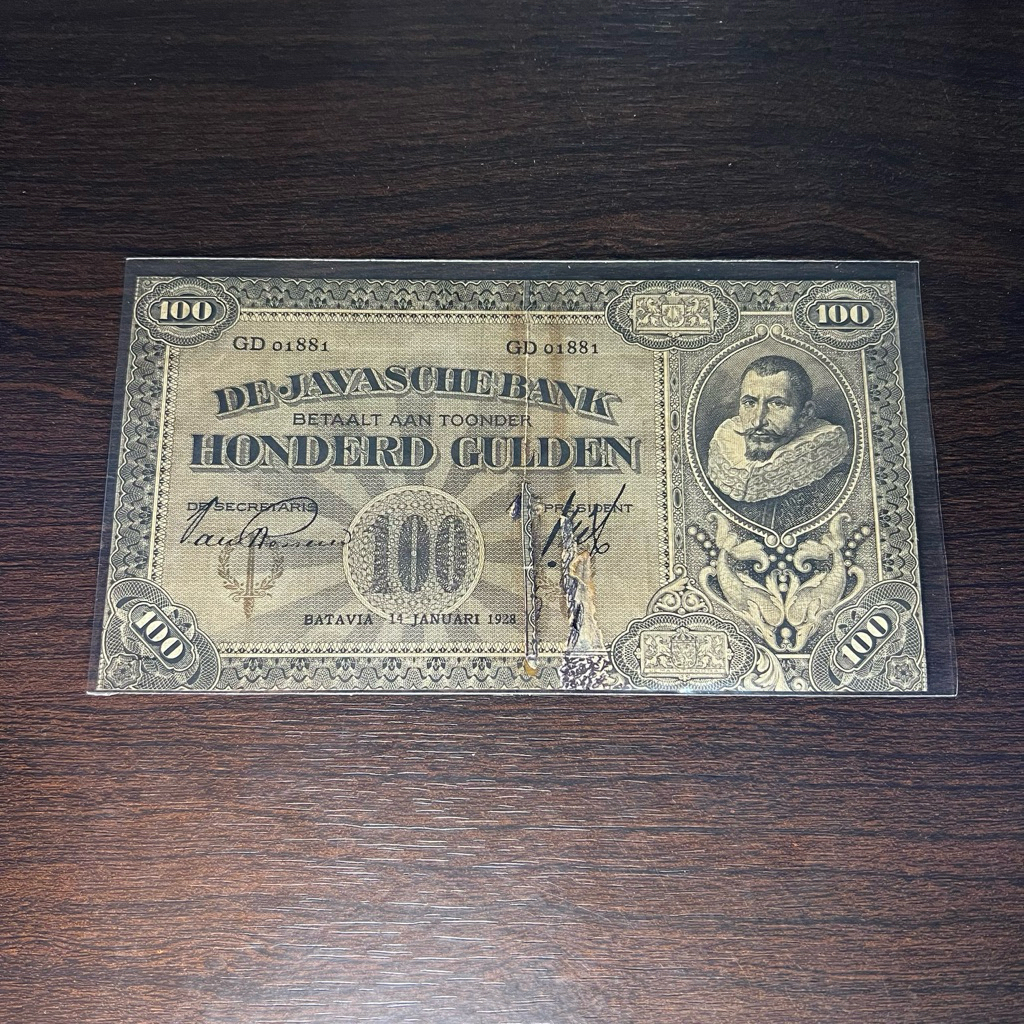 100
100
GD 01881
GD 01881
DE JAVASCHE BANK
BETAALT AAN TOONDER
HONDERD GULDEN
DE SECRETARIS
PRESIDENT
100
BATAVIA - 14 JANUARI 1928
100
100